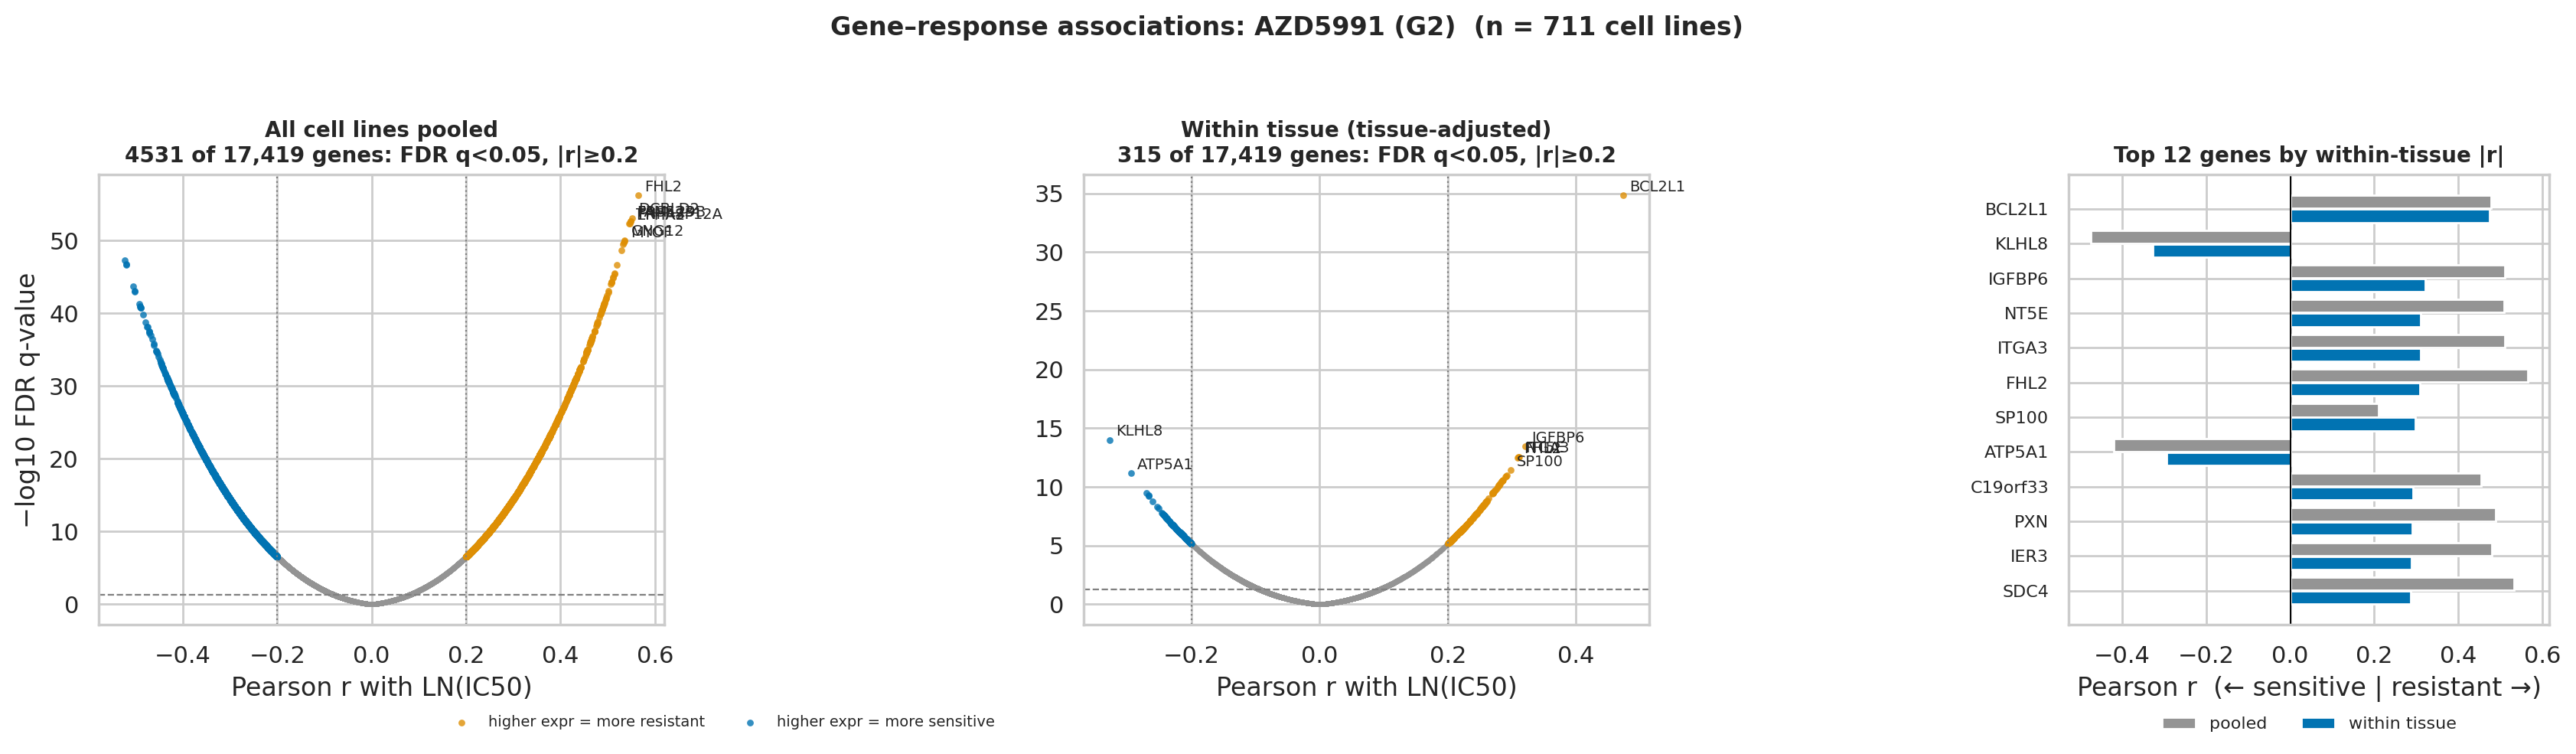 Gene–response associations: AZD5991 (G2)  (n = 711 cell lines)
All cell lines pooled
4531 of 17,419 genes: FDR q<0.05, |r|≥0.2
FHL2
GNG12
−log10 FDR q-value
50
40
30
20
10
0
−0.4
−0.2
0.0
0.2
0.4
0.6
Pearson r with LN(IC50)
higher expr = more resistant
higher expr = more sensitive
Within tissue (tissue-adjusted)
315 of 17,419 genes: FDR q<0.05, |r|≥0.2
BCL2L1
KLHL8
ATP5A1
IGFBP6
SP100
35
30
25
20
15
10
5
0
−0.2
0.0
0.2
0.4
Pearson r with LN(IC50)
Top 12 genes by within-tissue |r|
BCL2L1
KLHL8
IGFBP6
NT5E
ITGA3
FHL2
SP100
ATP5A1
C19orf33
PXN
IER3
SDC4
−0.4
−0.2
0.0
0.2
0.4
0.6
Pearson r  (← sensitive | resistant →)
pooled
within tissue